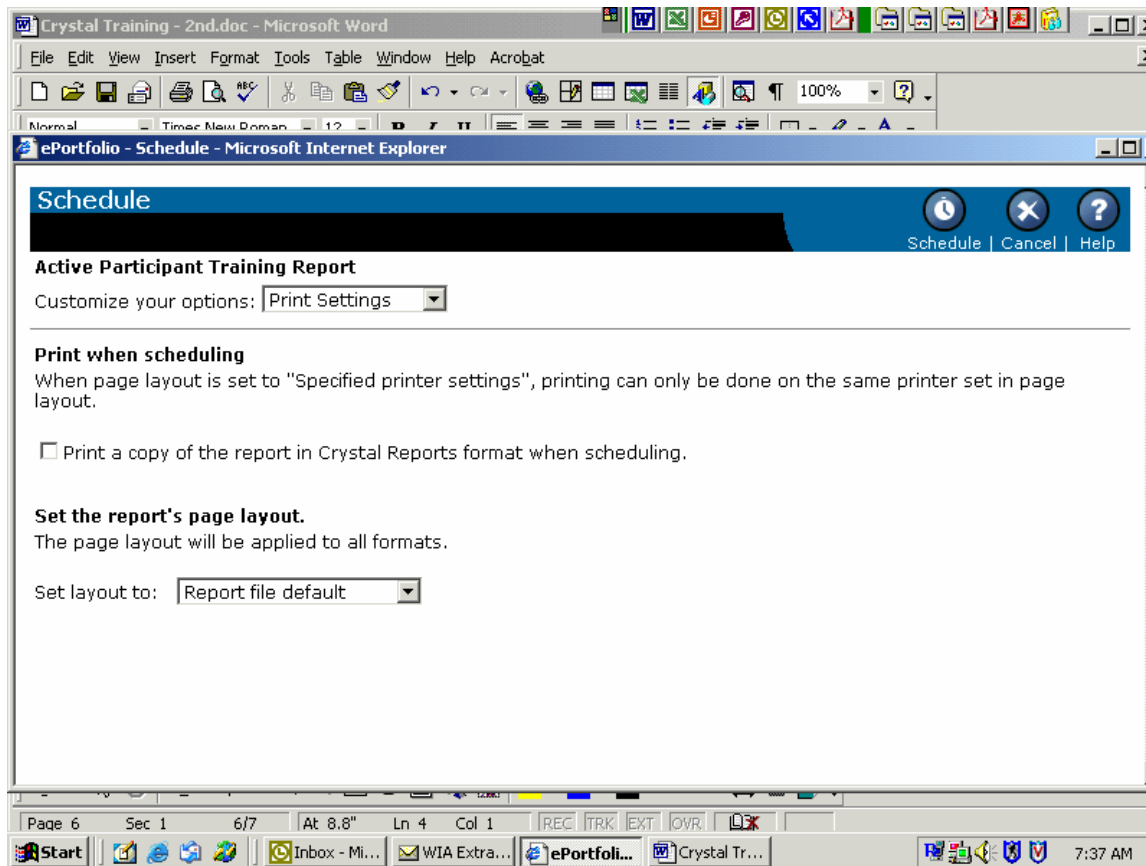 Crystal Training - 2nd.doc - Microsoft Word
File Edit View Insert Format Tools Table Window Help Acrobat
100%
Normal Times New Roman 12 B I U A
ePortfolio - Schedule - Microsoft Internet Explorer
Schedule
Schedule | Cancel | Help
Active Participant Training Report
Customize your options: Print Settings
Print when scheduling
When page layout is set to "Specified printer settings", printing can only be done on the same printer set in page
layout.
Print a copy of the report in Crystal Reports format when scheduling.
Set the report's page layout.
The page layout will be applied to all formats.
Set layout to: Report file default
Page 6 Sec 1 6/7 At 8.8" Ln 4 Col 1 REC TRK EXT OVR
Start Inbox - Mi... WIA Extra... ePortfoli... Crystal Tr... 7:37 AM